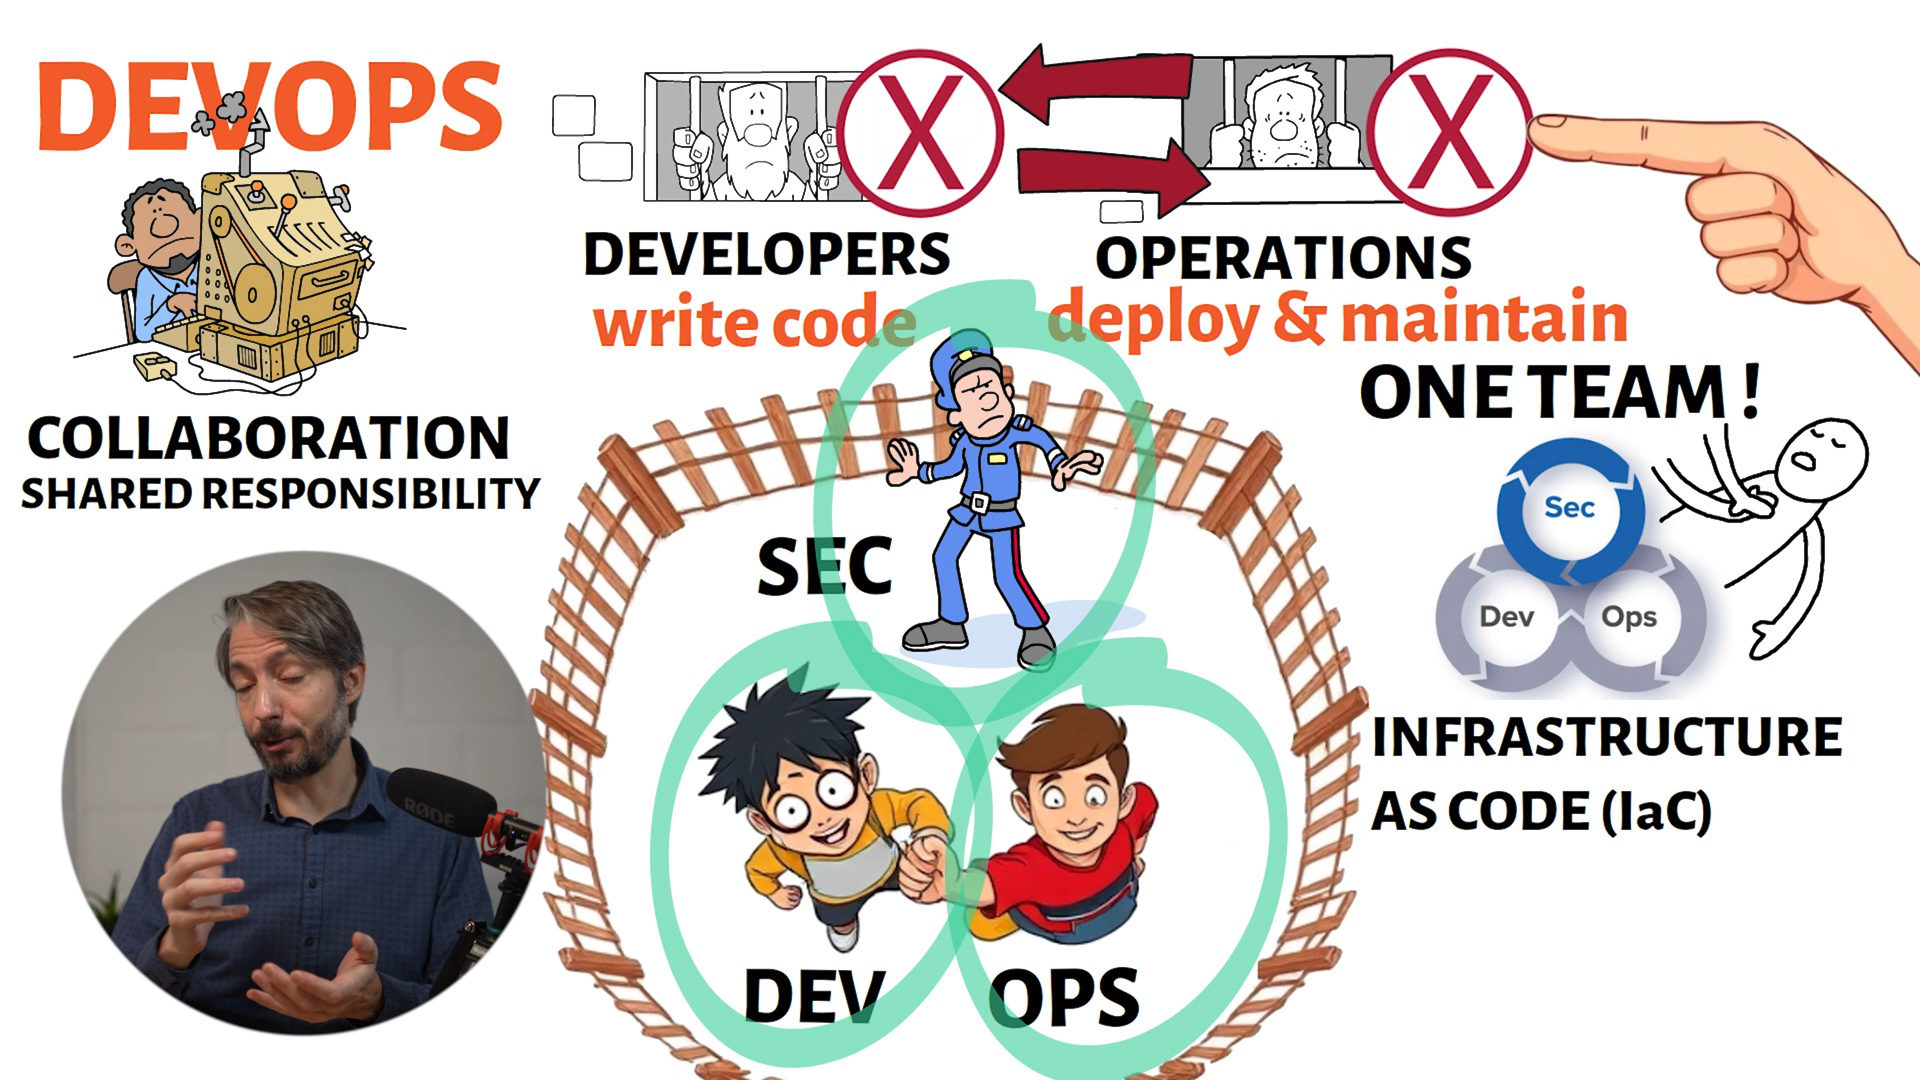 DEVOPS
COLLABORATION
SHARED RESPONSIBILITY
X
X
DEVELOPERS
write code
OPERATIONS
deploy & maintain
ONE TEAM !
SEC
DEV
OPS
Sec
Dev
Ops
INFRASTRUCTURE
AS CODE (IaC)
RØDE